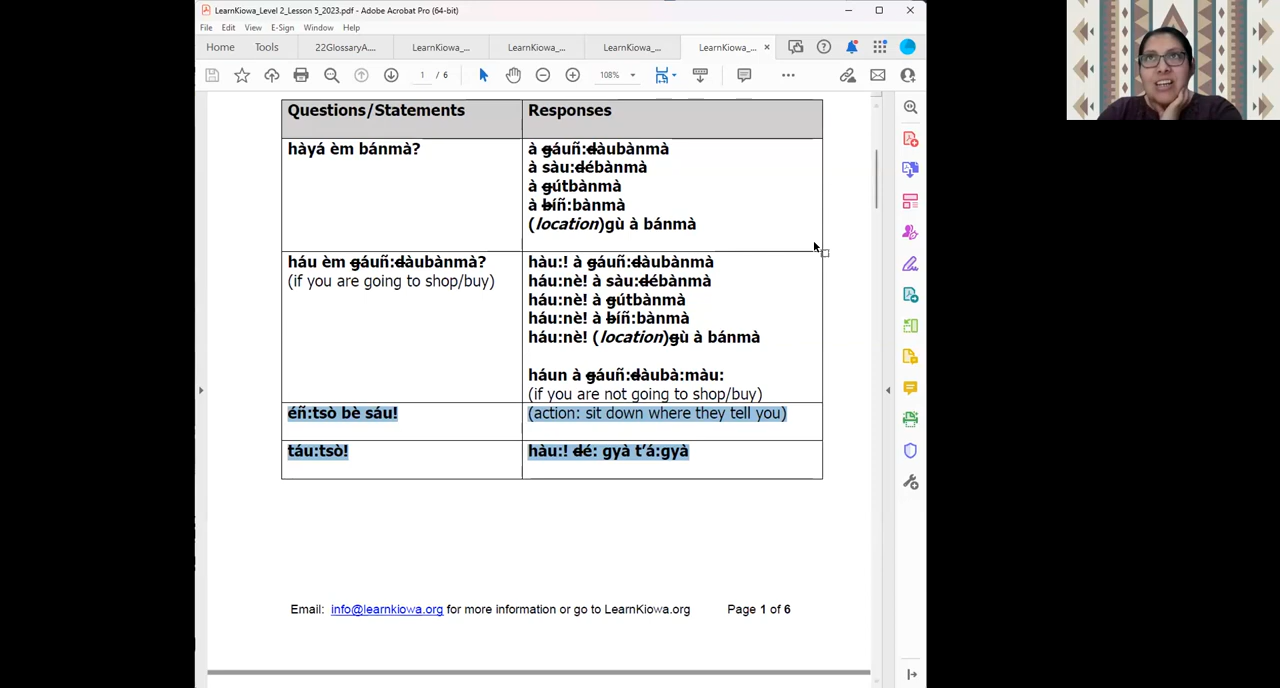 LearnKiowa_Level 2_Lesson 5_2023.pdf - Adobe Acrobat Pro (64-bit)
File Edit View E-Sign Window Help
Home Tools 22GlossaryA... LearnKiowa_... LearnKiowa_... LearnKiowa_... LearnKiowa_... ×
1 / 6 108%
Questions/Statements Responses
hàyá èm bánmà?
à g̶áuñ:d̶àubànmà
à sàu:d̶ébànmà
à g̶útbànmà
à b̶íñ:bànmà
(location)gù à bánmà
háu èm g̶áuñ:d̶àubànmà?
(if you are going to shop/buy)
hàu:! à g̶áuñ:d̶àubànmà
háu:nè! à sàu:d̶ébànmà
háu:nè! à g̶útbànmà
háu:nè! à b̶íñ:bànmà
háu:nè! (location)g̶ù à bánmà
háun à g̶áuñ:d̶àubà:màu:
(if you are not going to shop/buy)
éñ:tsò bè sáu! (action: sit down where they tell you)
táu:tsò! hàu:! d̶é: gyà t’á:gyà
Email: info@learnkiowa.org for more information or go to LearnKiowa.org Page 1 of 6